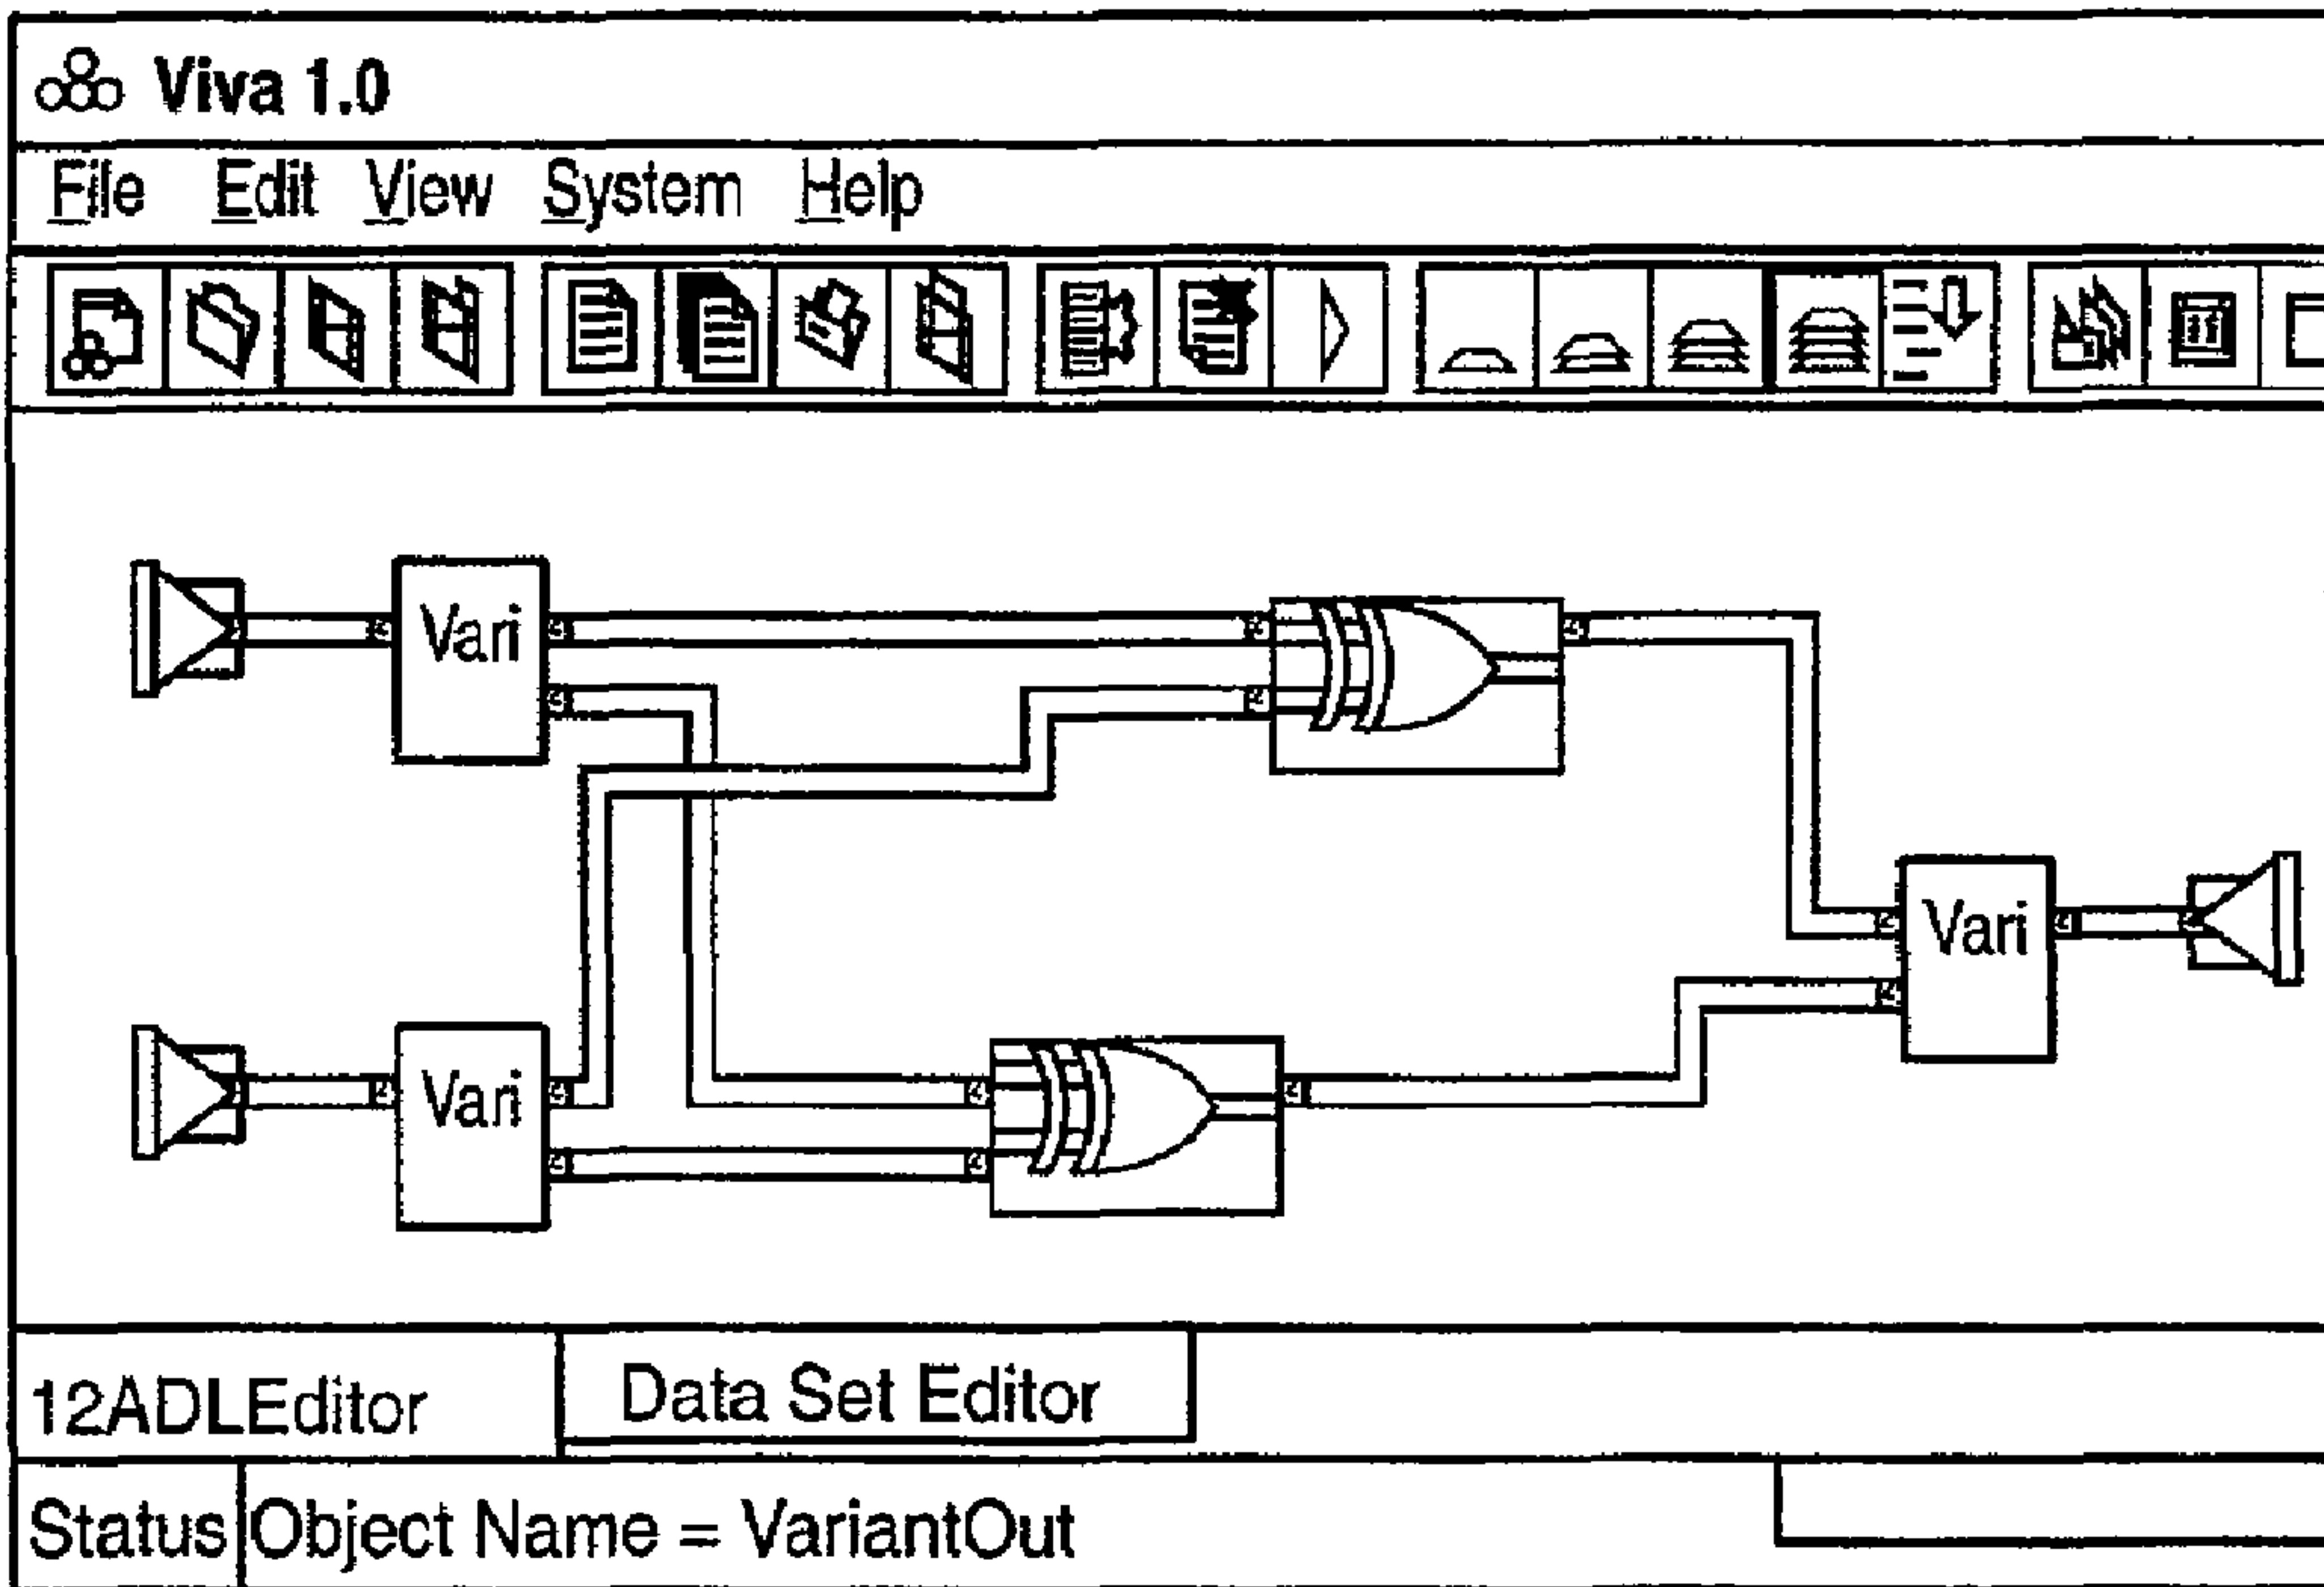 Viva 1.0
File Edit View System Help
Vari
Vari
Vari
Vari
12ADLEditor Data Set Editor
Status Object Name = VariantOut